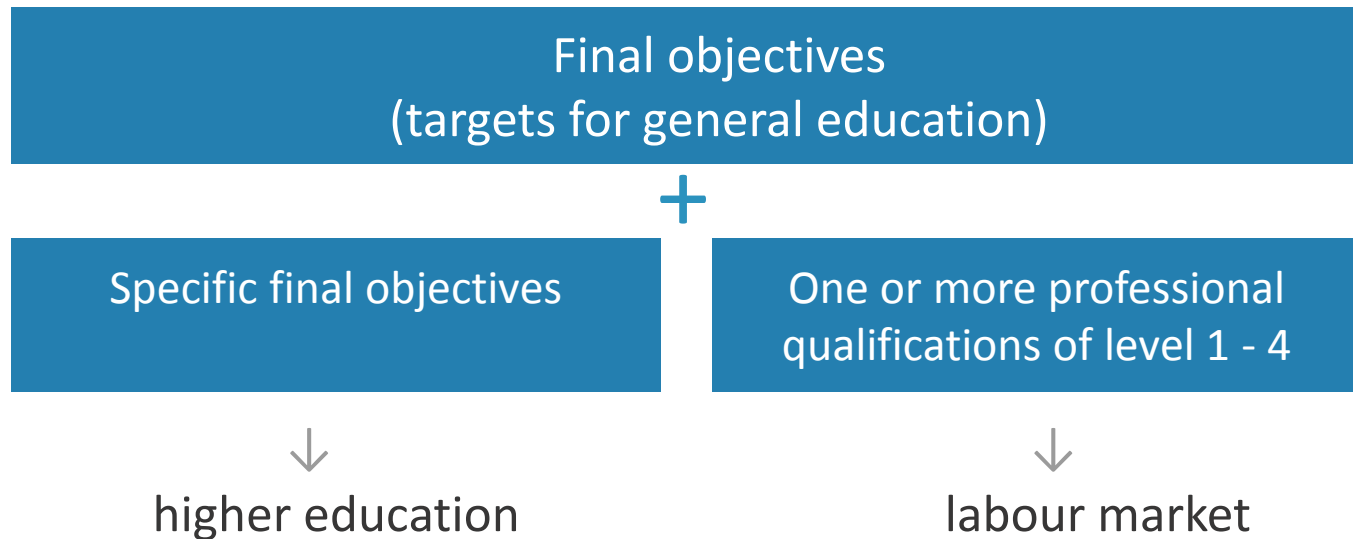 Final objectives
(targets for general education)
+
Specific final objectives
One or more professional
qualifications of level 1 - 4
↓
↓
higher education
labour market